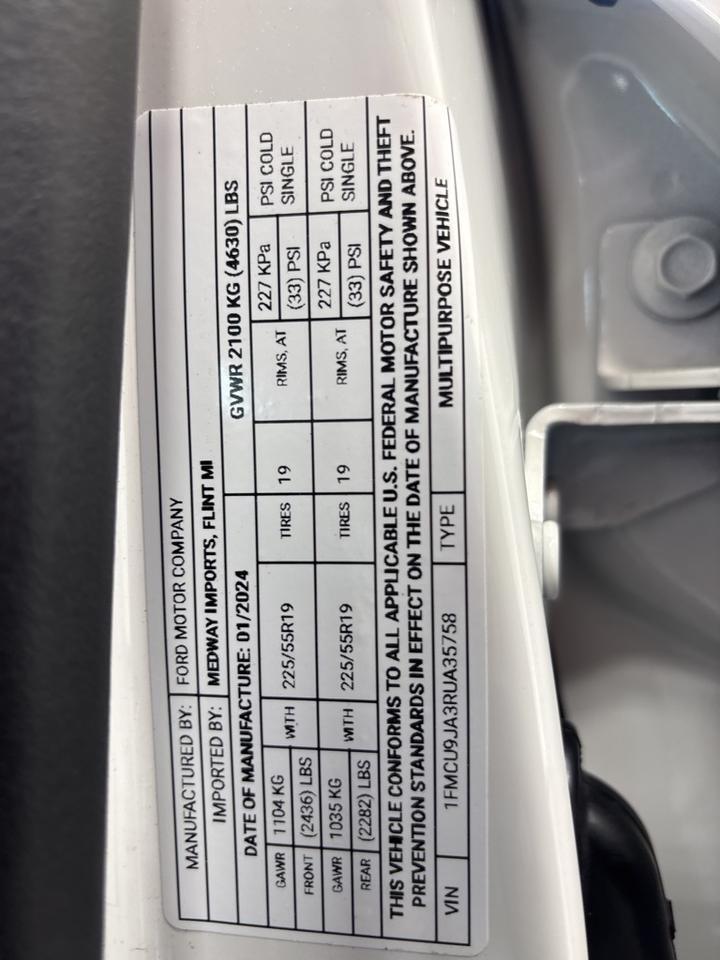 MANUFACTURED BY: FORD MOTOR COMPANY
IMPORTED BY: MEDWAY IMPORTS, FLINT MI
DATE OF MANUFACTURE: 01/2024 GVWR 2100 KG (4630) LBS
GAWR 1104 KG WITH 225/55R19 TIRES 19 RIMS, AT 227 KPa PSI COLD
FRONT (2436) LBS (33) PSI SINGLE
GAWR 1035 KG WITH 225/55R19 TIRES 19 RIMS, AT 227 KPa PSI COLD
REAR (2282) LBS (33) PSI SINGLE
THIS VEHICLE CONFORMS TO ALL APPLICABLE U.S. FEDERAL MOTOR SAFETY AND THEFT
PREVENTION STANDARDS IN EFFECT ON THE DATE OF MANUFACTURE SHOWN ABOVE.
VIN 1FMCU9JA3RUA35758 TYPE MULTIPURPOSE VEHICLE